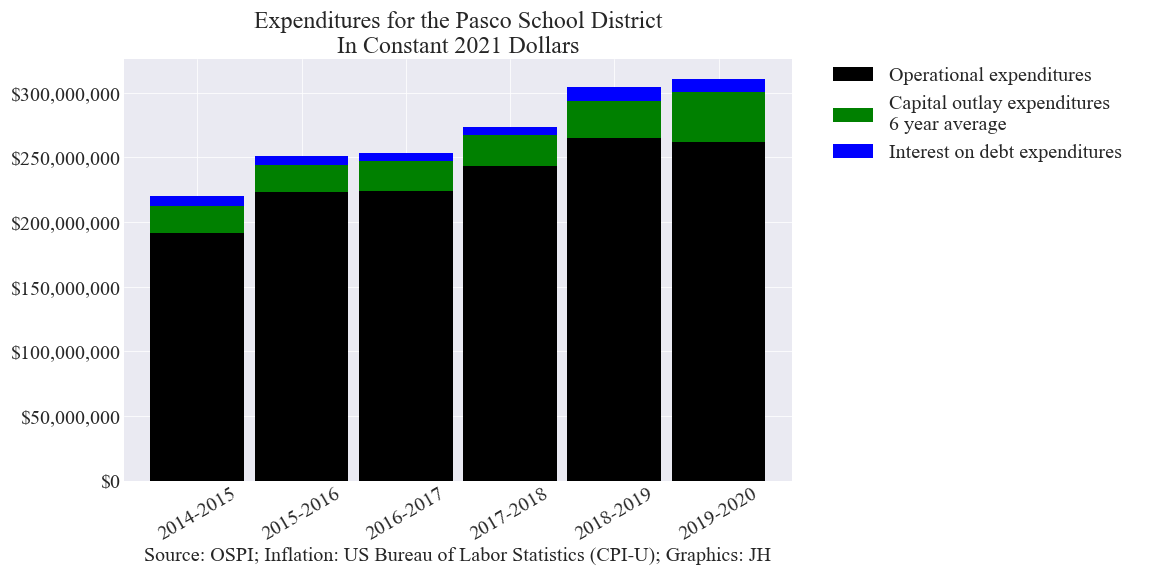 Expenditures for the Pasco School District
In Constant 2021 Dollars
$300,000,000
$250,000,000
$200,000,000
$150,000,000
$100,000,000
$50,000,000
$0
2014-2015
2015-2016
2016-2017
2017-2018
2018-2019
2019-2020
Source: OSPI; Inflation: US Bureau of Labor Statistics (CPI-U); Graphics: JH
Operational expenditures
Capital outlay expenditures
6 year average
Interest on debt expenditures